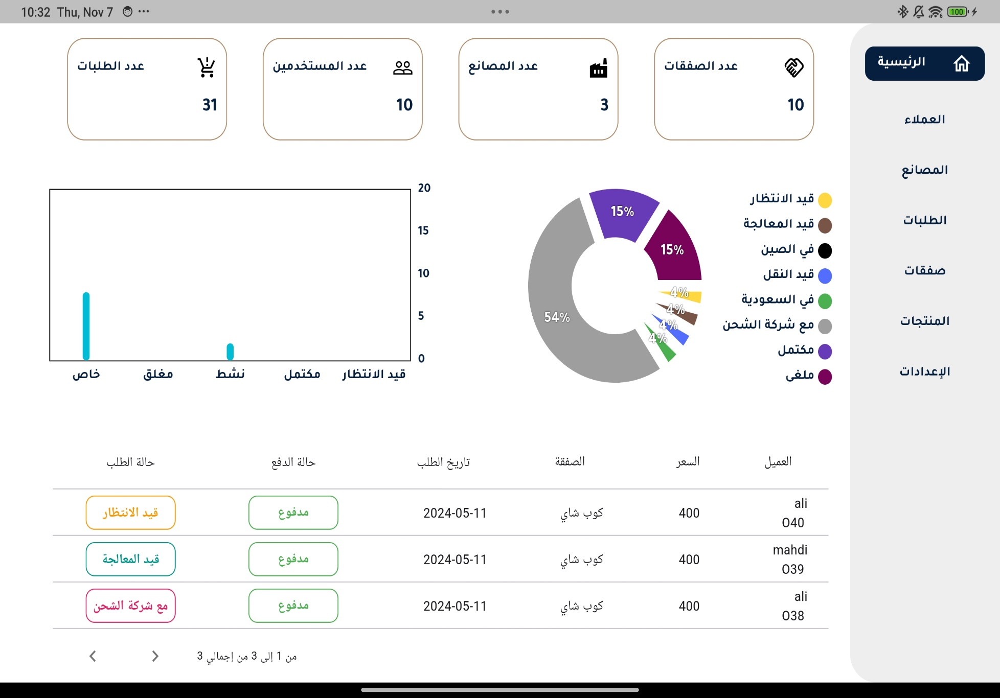 10:32 Thu, Nov 7
100
الرئيسية
العملاء
المصانع
الطلبات
صفقات
المنتجات
الإعدادات
عدد الصفقات
10
عدد المصانع
3
عدد المستخدمين
10
عدد الطلبات
31
قيد الانتظار
قيد المعالجة
في الصين
قيد النقل
في السعودية
مع شركة الشحن
مكتمل
ملغى
15%
15%
4%
4%
4%
4%
54%
20
15
10
5
0
قيد الانتظار
مكتمل
نشط
مغلق
خاص
العميل السعر الصفقة تاريخ الطلب حالة الدفع حالة الطلب
ali
O40
400 كوب شاي 2024-05-11 مدفوع قيد الانتظار
mahdi
O39
400 كوب شاي 2024-05-11 مدفوع قيد المعالجة
ali
O38
400 كوب شاي 2024-05-11 مدفوع مع شركة الشحن
من 1 إلى 3 من إجمالي 3